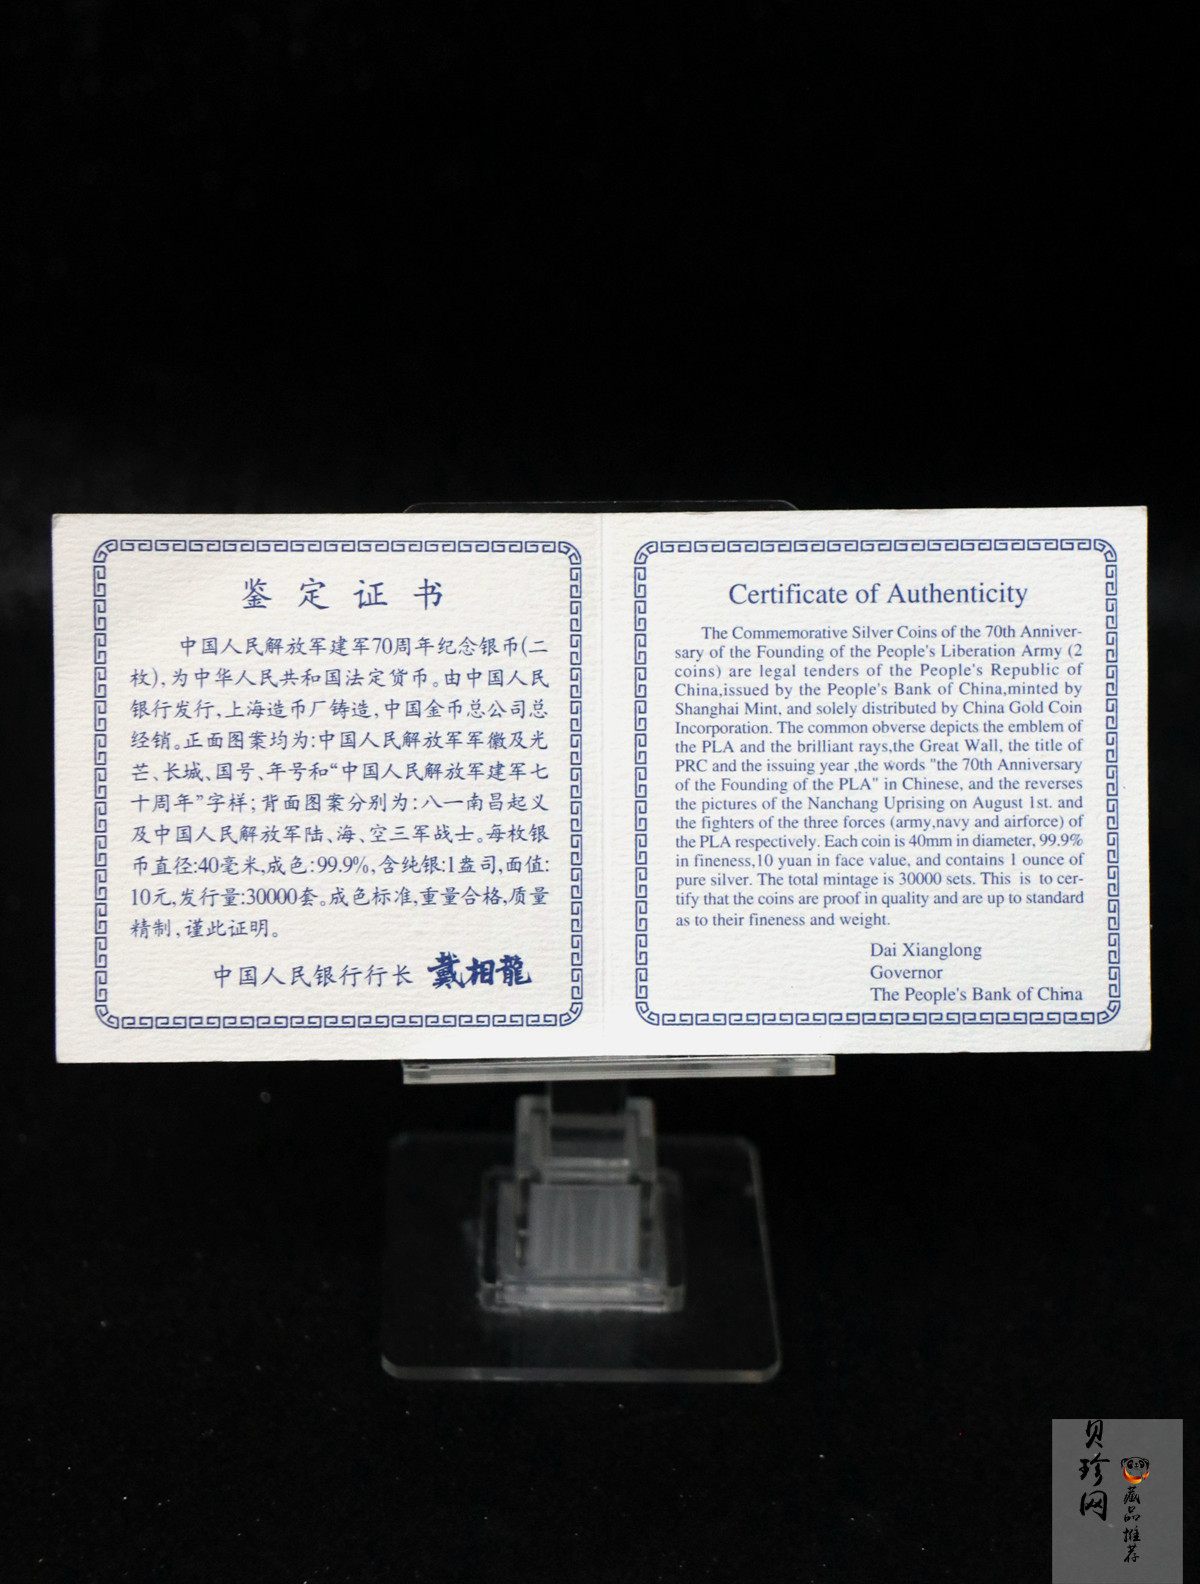 鉴定证书
中国人民解放军建军70周年纪念银币(二
枚),为中华人民共和国法定货币。由中国人民
银行发行,上海造币厂铸造,中国金币总公司总
经销。正面图案均为:中国人民解放军军徽及光
芒、长城、国号、年号和“中国人民解放军建军七
十周年”字样;背面图案分别为:八一南昌起义
及中国人民解放军陆、海、空三军战士。每枚银
币直径:40毫米,成色:99.9%,含纯银:1盎司,面值:
10元,发行量:30000套。成色标准,重量合格,质量
精制,谨此证明。
中国人民银行行长 戴相龍
Certificate of Authenticity
The Commemorative Silver Coins of the 70th Anniver-
sary of the Founding of the People's Liberation Army (2
coins) are legal tenders of the People's Republic of
China,issued by the People's Bank of China,minted by
Shanghai Mint, and solely distributed by China Gold Coin
Incorporation. The common obverse depicts the emblem of
the PLA and the brilliant rays,the Great Wall, the title of
PRC and the issuing year ,the words "the 70th Anniversary
of the Founding of the PLA" in Chinese, and the reverses
the pictures of the Nanchang Uprising on August 1st. and
the fighters of the three forces (army,navy and airforce) of
the PLA respectively. Each coin is 40mm in diameter, 99.9%
in fineness,10 yuan in face value, and contains 1 ounce of
pure silver. The total mintage is 30000 sets. This is to cer-
tify that the coins are proof in quality and are up to standard
as to their fineness and weight.
Dai Xianglong
Governor
The People's Bank of China
贝珍网
藏品推荐